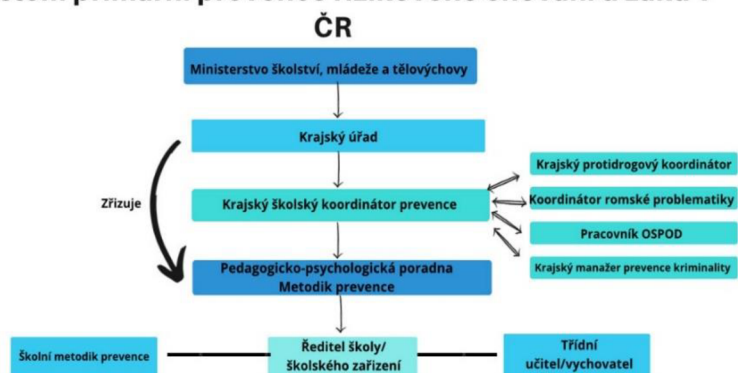 ČR
Ministerstvo školství, mládeže a tělovýchovy
Krajský úřad
Krajský protidrogový koordinátor
Zřizuje
Krajský školský koordinátor prevence
Koordinátor romské problematiky
Pracovník OSPOD
Krajský manažer prevence kriminality
Pedagogicko-psychologická poradna
Metodik prevence
Školní metodik prevence
Ředitel školy/
školského zařízení
Třídní
učitel/vychovatel